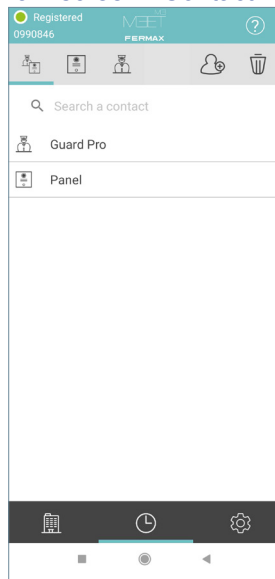 Registered
0990846
MEET
FERMAX
Search a contact
Guard Pro
Panel